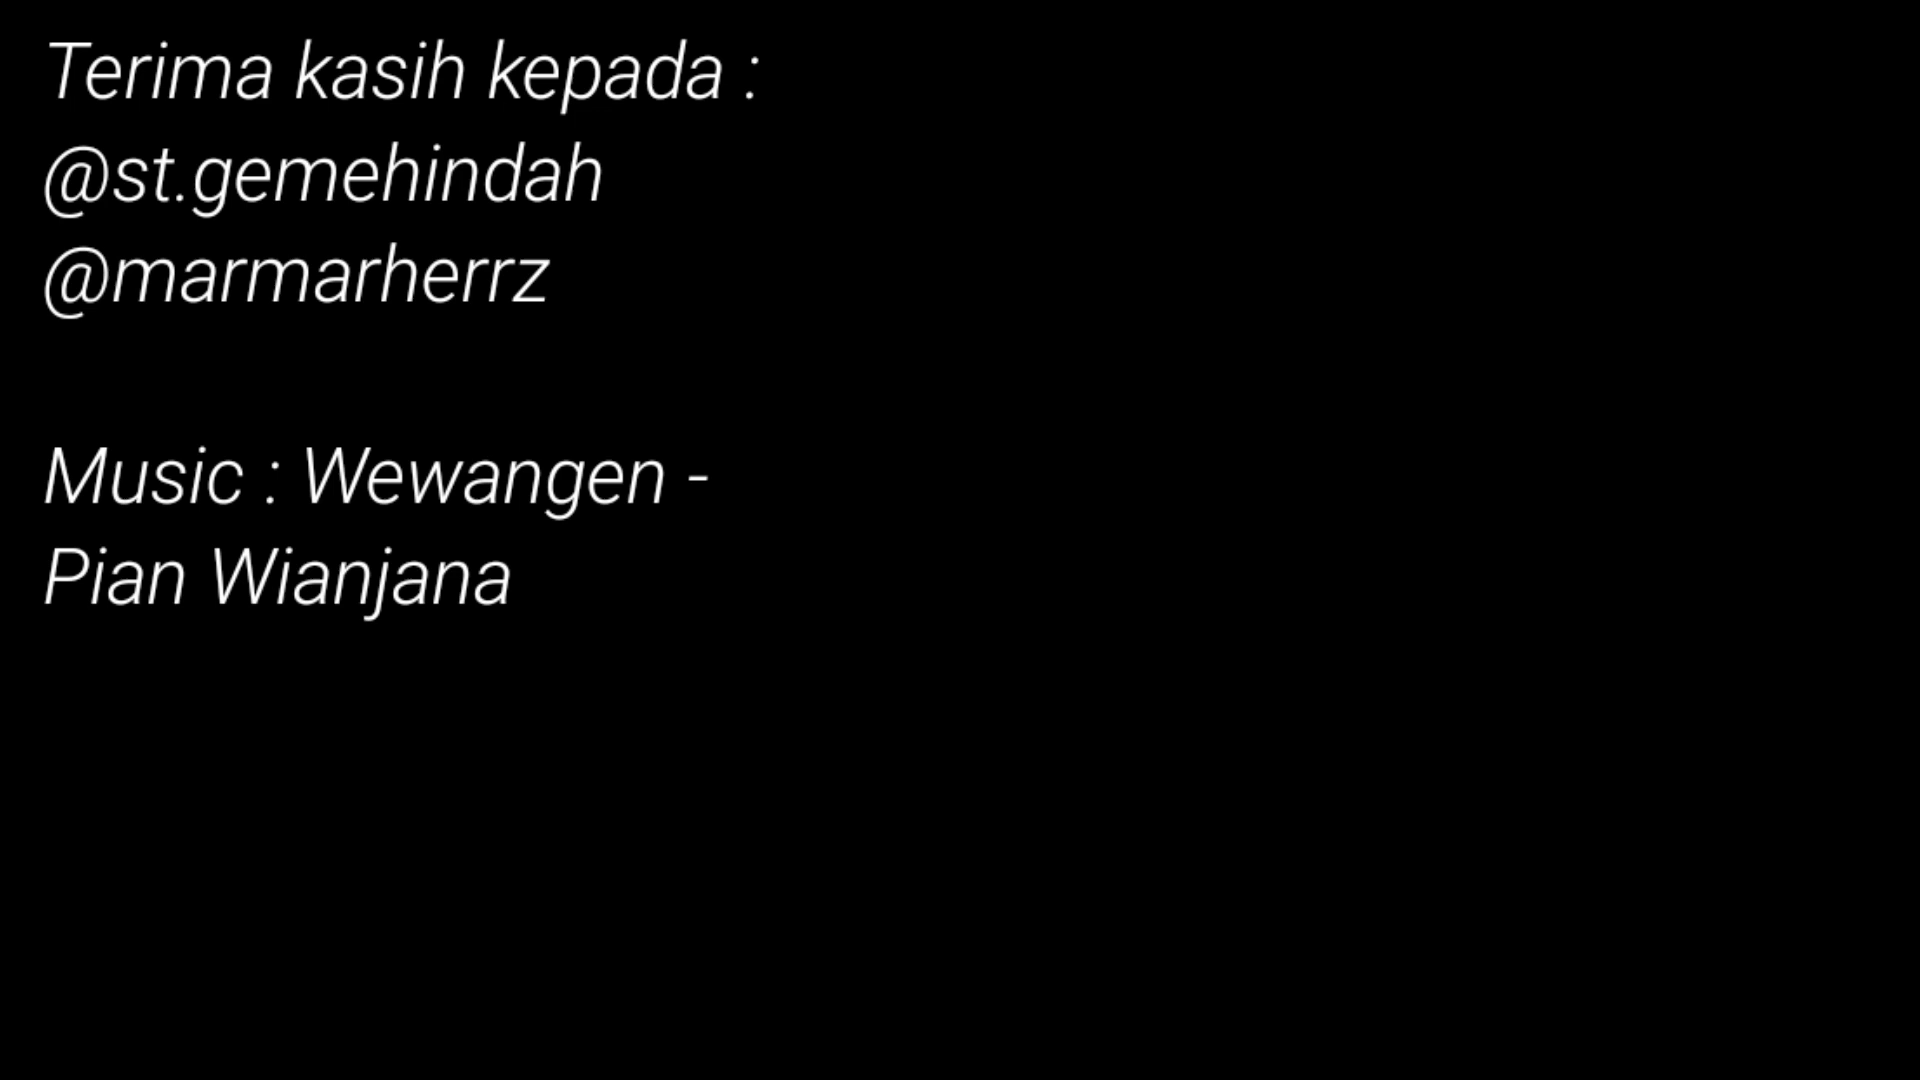 Terima kasih kepada :
@st.gemehindah
@marmarherrz
Music : Wewangen -
Pian Wianjana